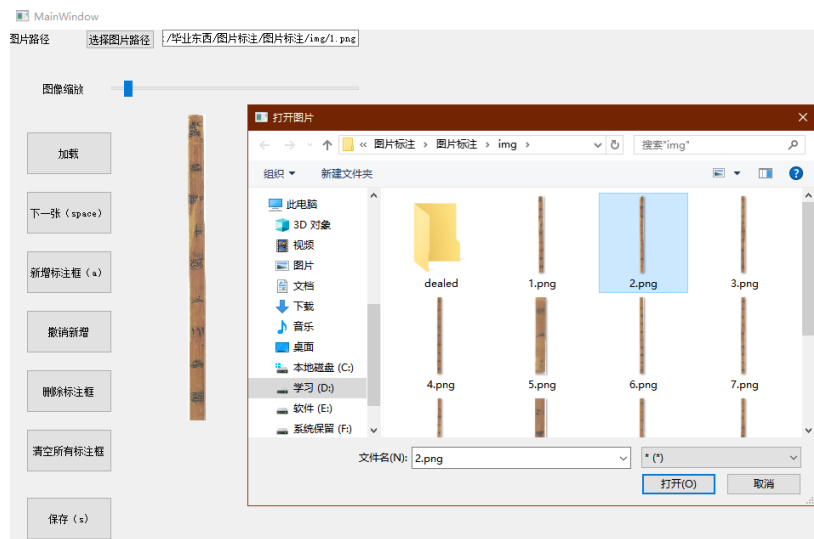 MainWindow
图片路径 选择图片路径 :/毕业东西/图片标注/图片标注/img/1.png
图像缩放
加载
下一张（space）
新增标注框（a）
撤销新增
删除标注框
清空所有标注框
保存（s）
打开图片
« 图片标注 › 图片标注 › img › 搜索"img"
组织 新建文件夹
此电脑
3D 对象
视频
图片
文档
下载
音乐
桌面
本地磁盘 (C:)
学习 (D:)
软件 (E:)
系统保留 (F:)
dealed 1.png 2.png 3.png
4.png 5.png 6.png 7.png
文件名(N): 2.png * (*)
打开(O) 取消